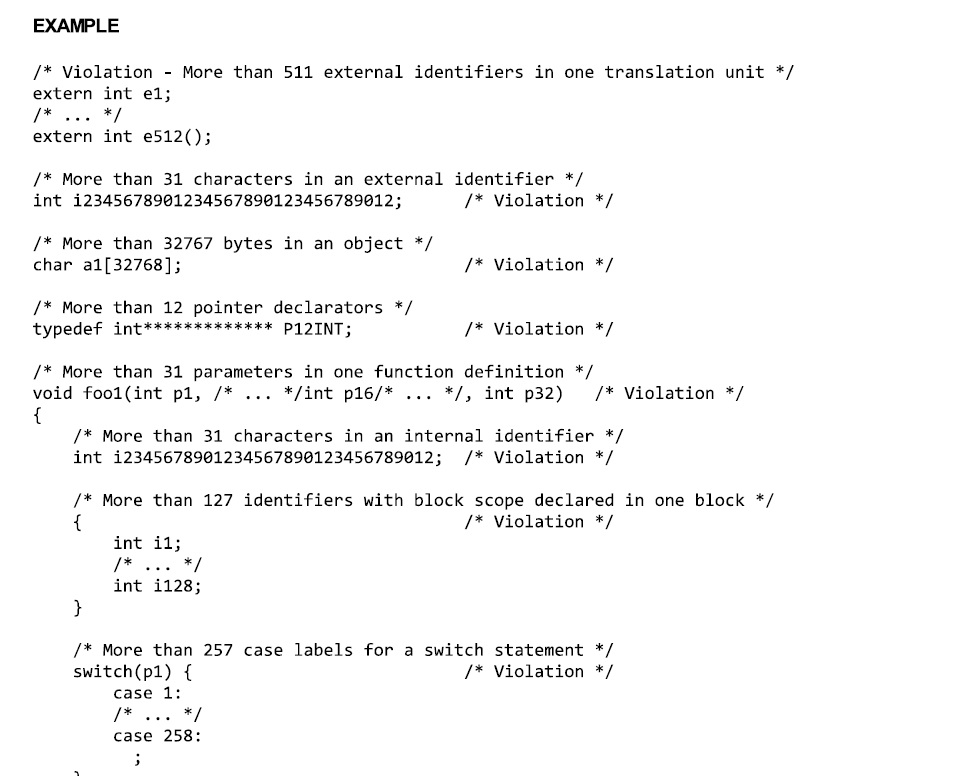 EXAMPLE
/* Violation - More than 511 external identifiers in one translation unit */
extern int e1;
/* ... */
extern int e512();
/* More than 31 characters in an external identifier */
int i2345678901234567890123456789012;      /* Violation */
/* More than 32767 bytes in an object */
char a1[32768];                            /* Violation */
/* More than 12 pointer declarators */
typedef int************* P12INT;           /* Violation */
/* More than 31 parameters in one function definition */
void foo1(int p1, /* ... */int p16/* ... */, int p32)   /* Violation */
{
    /* More than 31 characters in an internal identifier */
    int i2345678901234567890123456789012;  /* Violation */
    /* More than 127 identifiers with block scope declared in one block */
    {                                      /* Violation */
        int i1;
        /* ... */
        int i128;
    }
    /* More than 257 case labels for a switch statement */
    switch(p1) {                           /* Violation */
        case 1:
        /* ... */
        case 258:
          ;